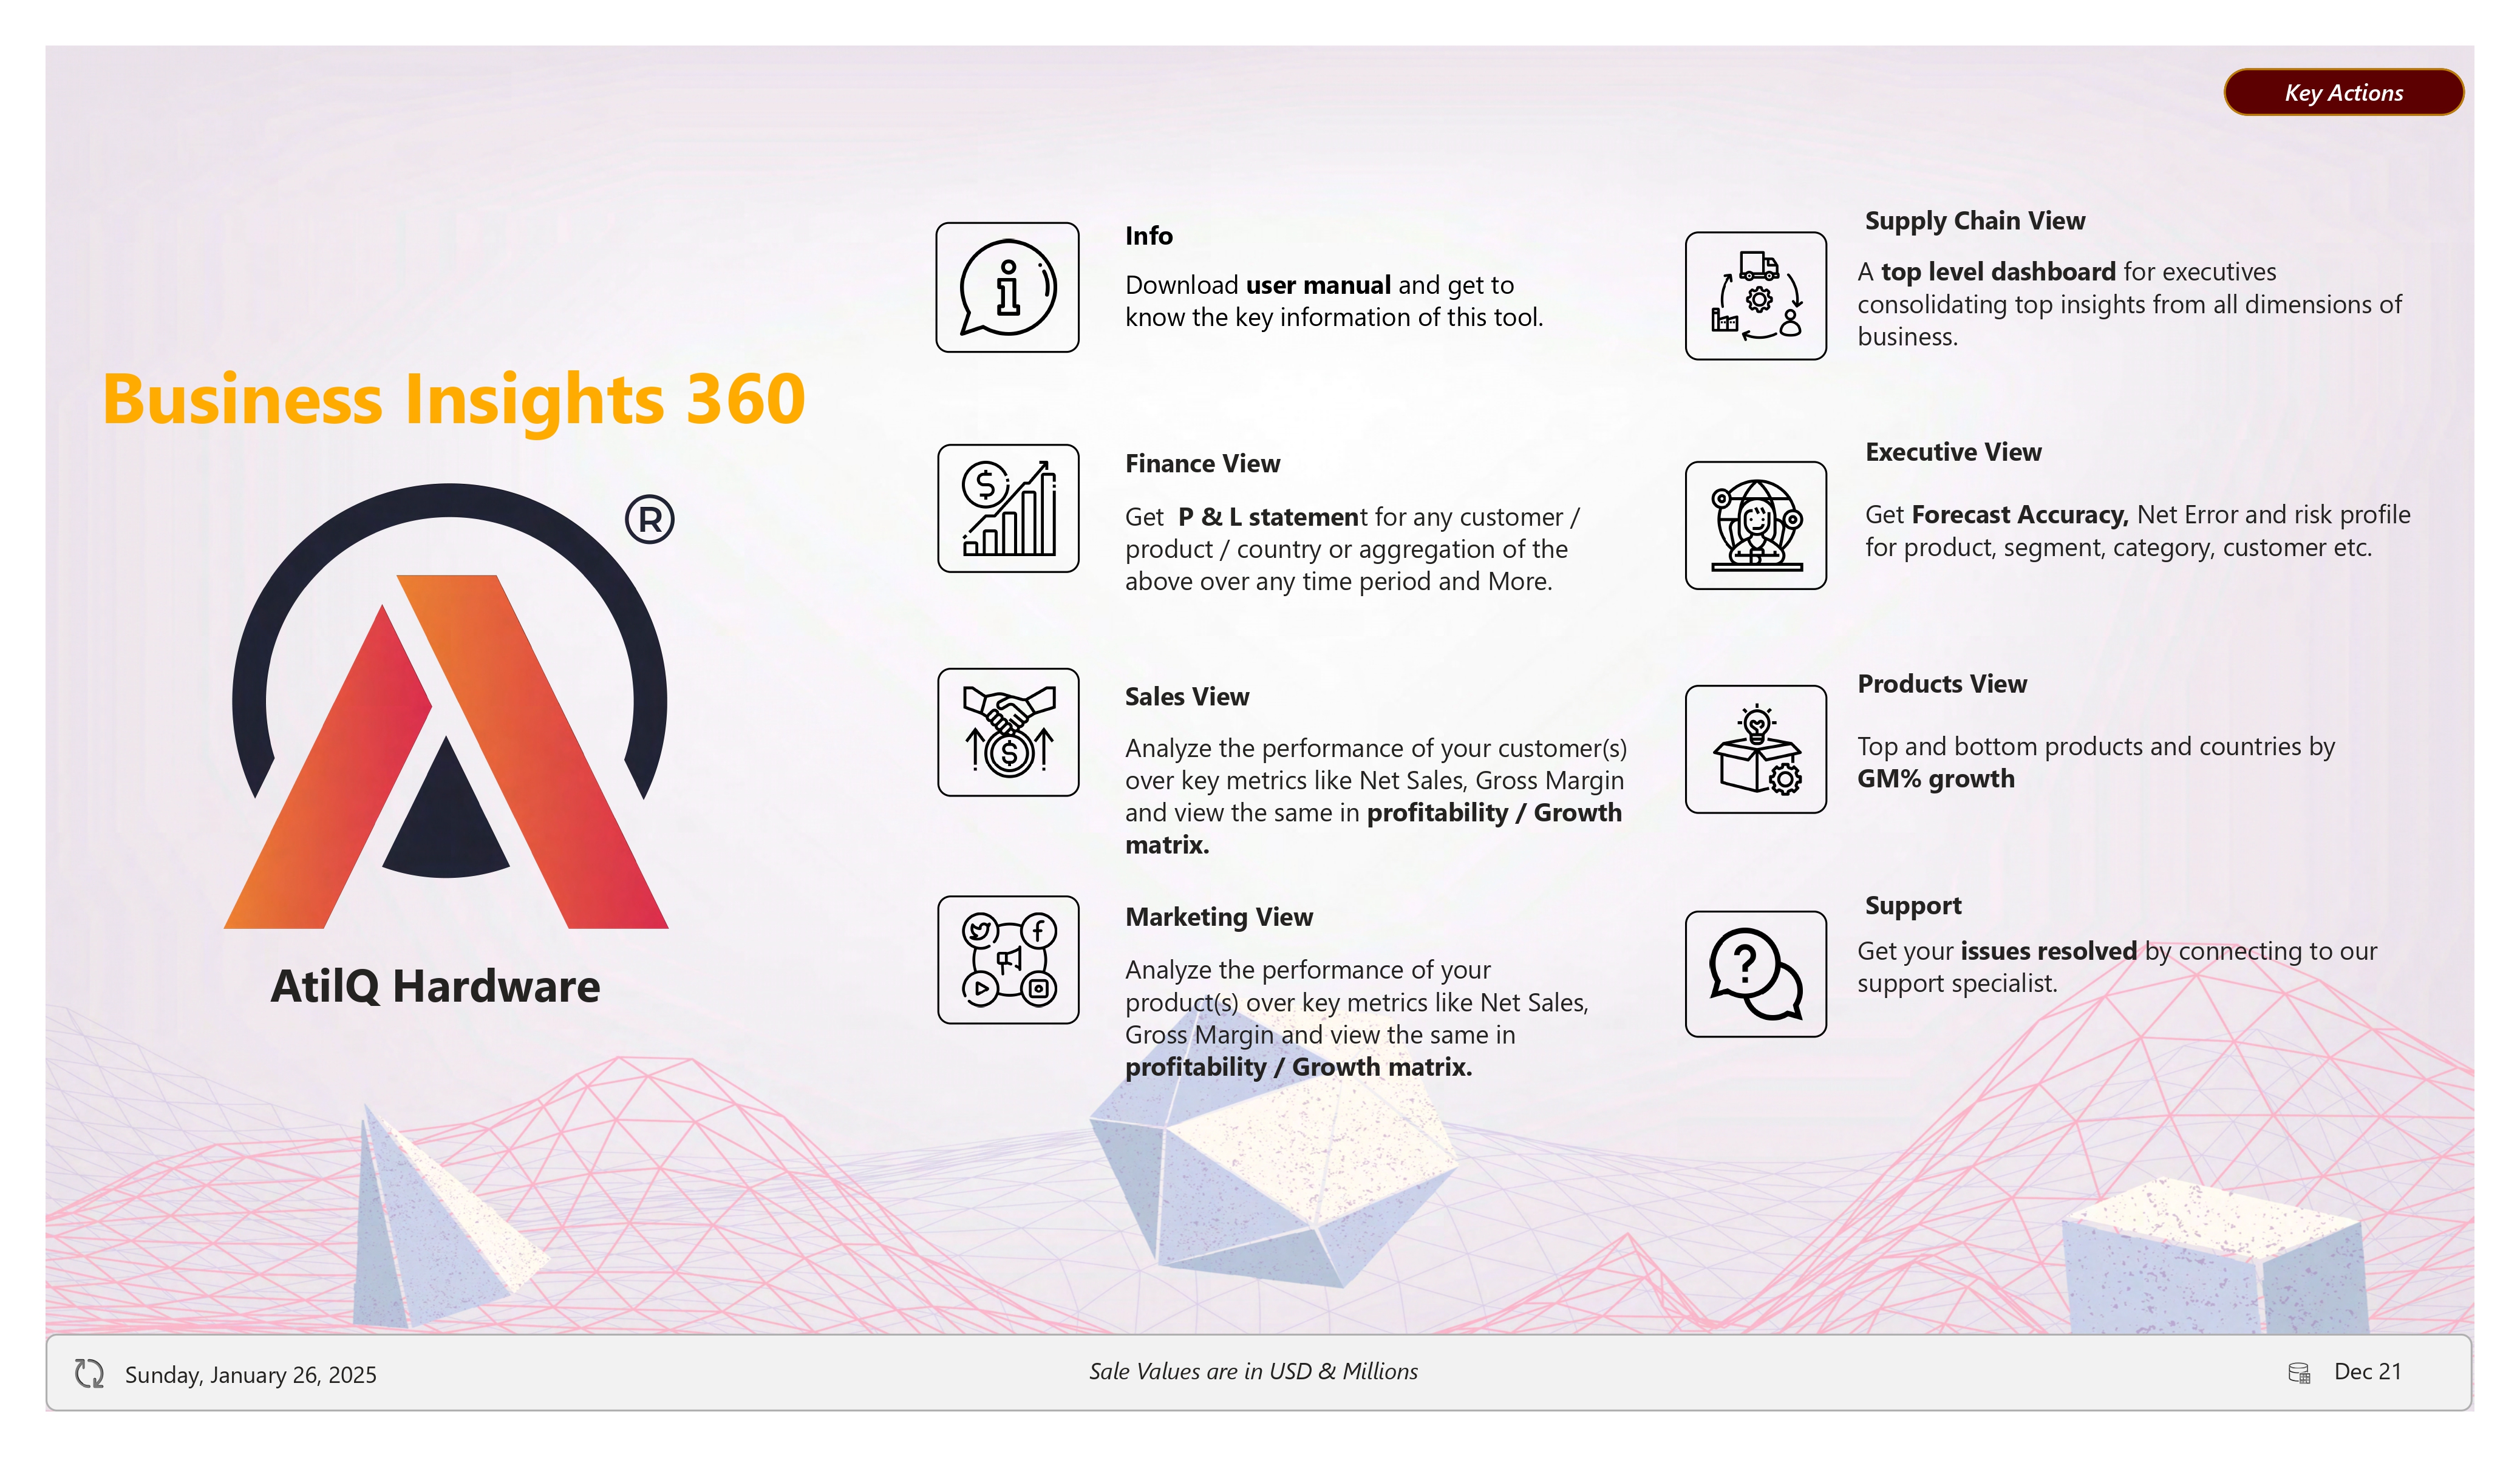 Key Actions
Business Insights 360
®
AtilQ Hardware
Info
Download user manual and get to
know the key information of this tool.
Finance View
Get  P & L statement for any customer /
product / country or aggregation of the
above over any time period and More.
Sales View
Analyze the performance of your customer(s)
over key metrics like Net Sales, Gross Margin
and view the same in profitability / Growth
matrix.
Marketing View
Analyze the performance of your
product(s) over key metrics like Net Sales,
Gross Margin and view the same in
profitability / Growth matrix.
Supply Chain View
A top level dashboard for executives
consolidating top insights from all dimensions of
business.
Executive View
Get Forecast Accuracy, Net Error and risk profile
for product, segment, category, customer etc.
Products View
Top and bottom products and countries by
GM% growth
Support
Get your issues resolved by connecting to our
support specialist.
Sunday, January 26, 2025
Sale Values are in USD & Millions
Dec 21